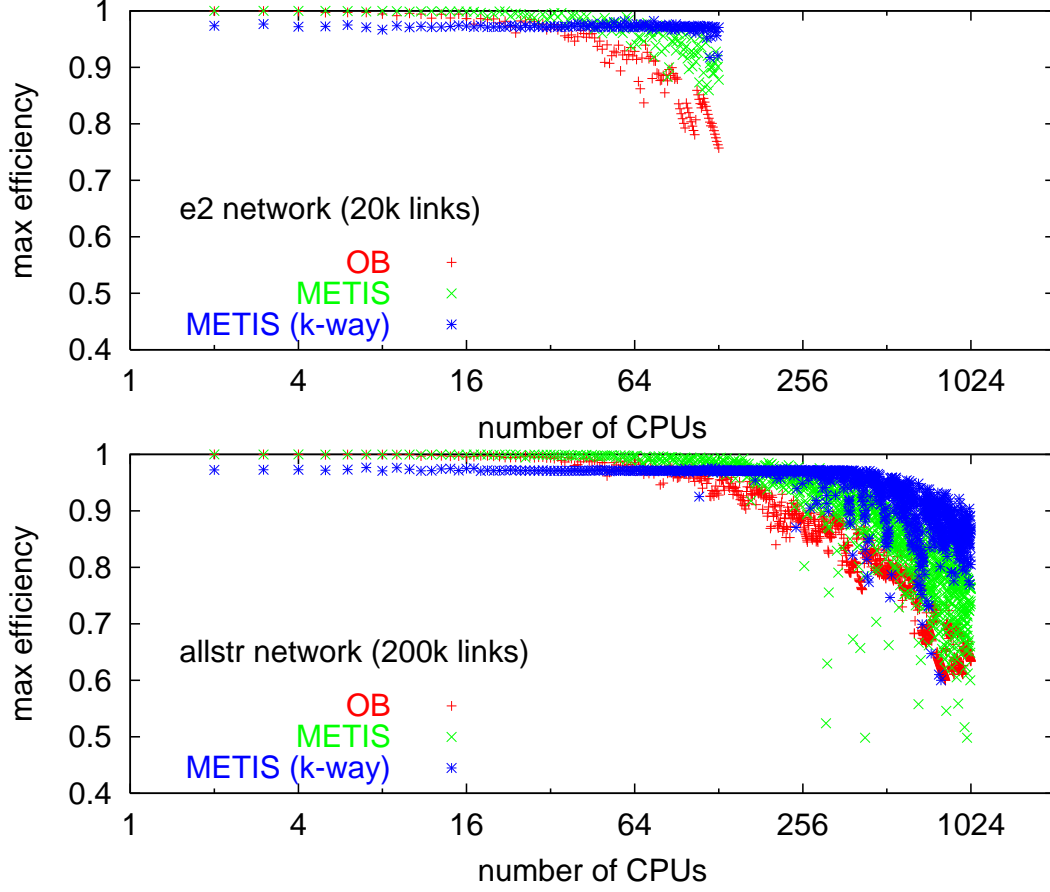 1
0.9
0.8
0.7
0.6
0.5
0.4
max efficiency
e2 network (20k links)
OB
METIS
METIS (k-way)
1 4 16 64 256 1024
number of CPUs
1
0.9
0.8
0.7
0.6
0.5
0.4
max efficiency
allstr network (200k links)
OB
METIS
METIS (k-way)
1 4 16 64 256 1024
number of CPUs